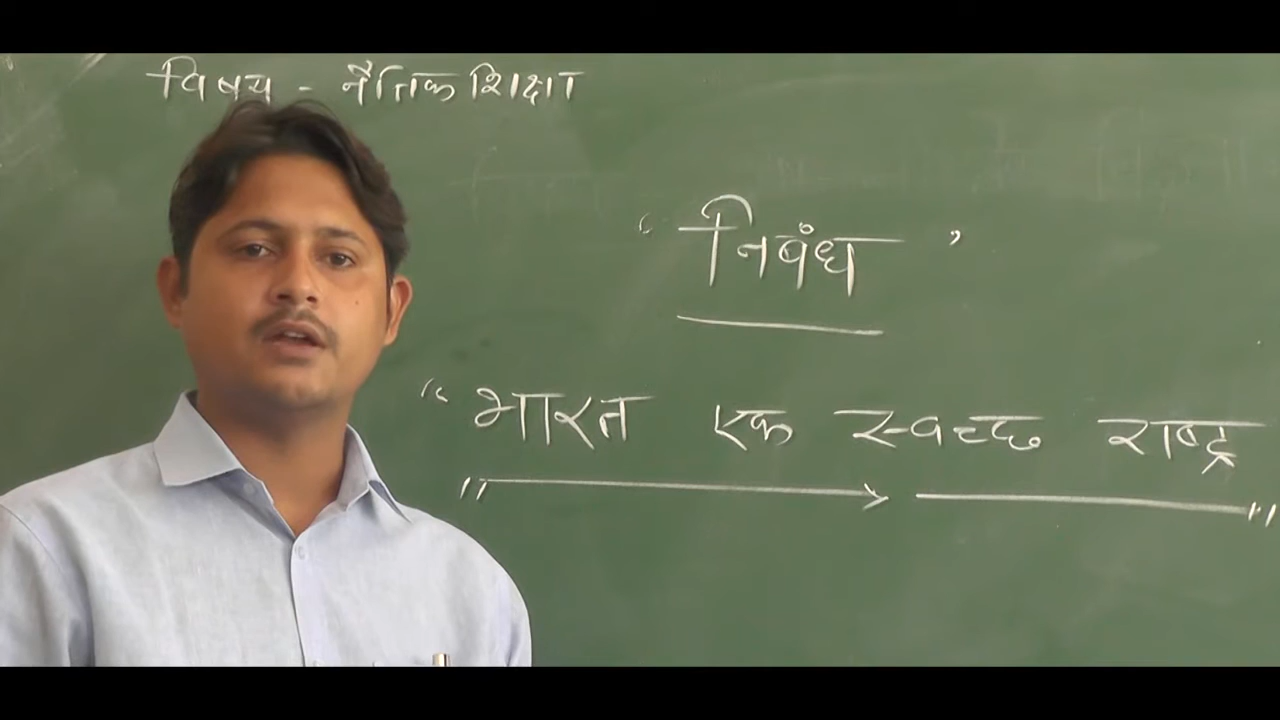 विषय - नैतिक शिक्षा
‘ निबंध ’
“ भारत एक स्वच्छ राष्ट्र